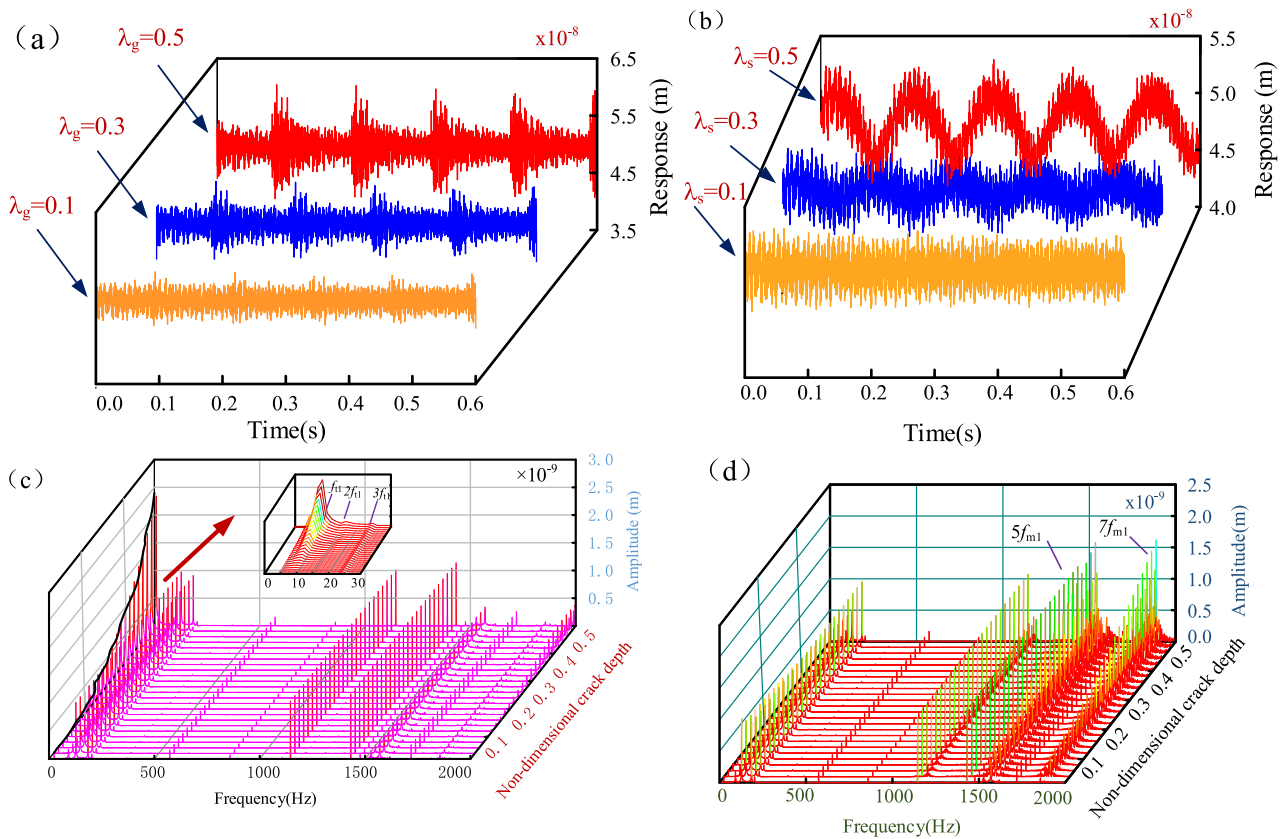 (a)
λg=0.5
x10-8
6.5
λg=0.3
5.5
λg=0.1
4.5
3.5
Response (m)
0.0 0.1 0.2 0.3 0.4 0.5 0.6
Time(s)
(b)
x10-8
5.5
λs=0.5
5.0
λs=0.3
4.5
λs=0.1
4.0
Response (m)
0.0 0.1 0.2 0.3 0.4 0.5 0.6
Time(s)
(c)
×10-9
3.0
2.5
2.0
1.5
1.0
0.5
Amplitude (m)
ft1 2ft1 3ft1
0 10 20 30
0.1 0.2 0.3 0.4 0.5
Non-dimensional crack depth
0 500 1000 1500 2000
Frequency(Hz)
(d)
x10-9
2.5
2.0
1.5
1.0
0.5
0.0
Amplitude(m)
5fm1
7fm1
0.1 0.2 0.3 0.4 0.5
Non-dimensional crack depth
0 500 1000 1500 2000
Frequency(Hz)